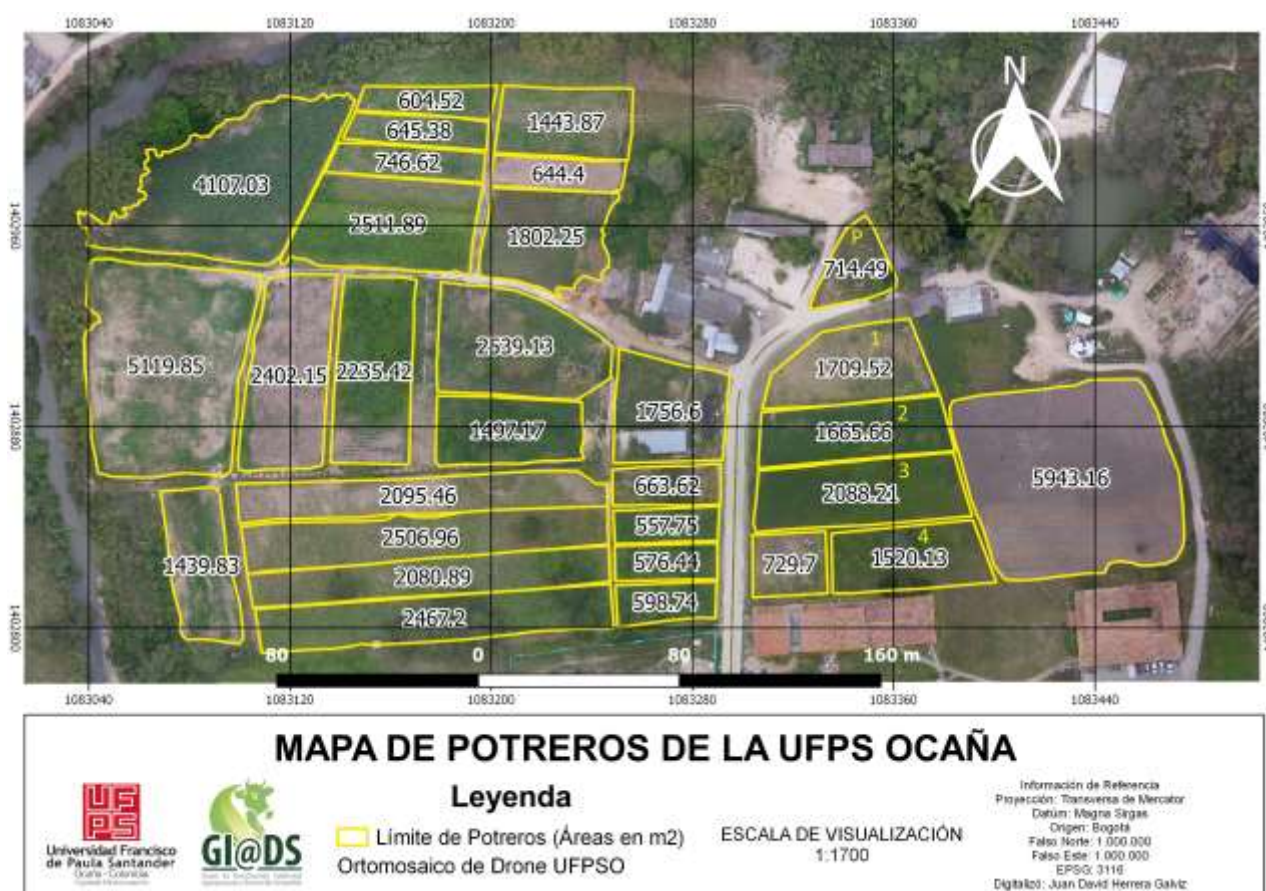 1083040 1083120 1083200 1083280 1083360 1083440
N
604.52
1443.87
645.38
746.62
644.4
4107.03
2511.89
1802.25
1402960
P
714.49
1
1709.52
2539.13
5119.85
2402.15
2235.42
1756.6
2
1402880
1497.17
1665.66
3
5943.16
2095.46
663.62
2088.21
2506.96
557.75
4
1439.83
2080.89
576.44
729.7
1520.13
2467.2
598.74
1402800
80 0 80 160 m
1083040 1083120 1083200 1083280 1083360 1083440
MAPA DE POTREROS DE LA UFPS OCAÑA
UFPS
Universidad Francisco
de Paula Santander
Ocaña - Colombia
GI@DS
Leyenda
Límite de Potreros (Áreas en m2)
Ortomosaico de Drone UFPSO
ESCALA DE VISUALIZACIÓN
1:1700
Información de Referencia
Proyección: Transversa de Mercator
Datúm: Magna Sirgas
Origen: Bogotá
Falso Norte: 1.000.000
Falso Este: 1.000.000
EPSG: 3116
Digitalizó: Juan David Herrera Galviz